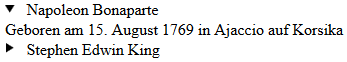 ▼ Napoleon Bonaparte
Geboren am 15. August 1769 in Ajaccio auf Korsika
▶ Stephen Edwin King